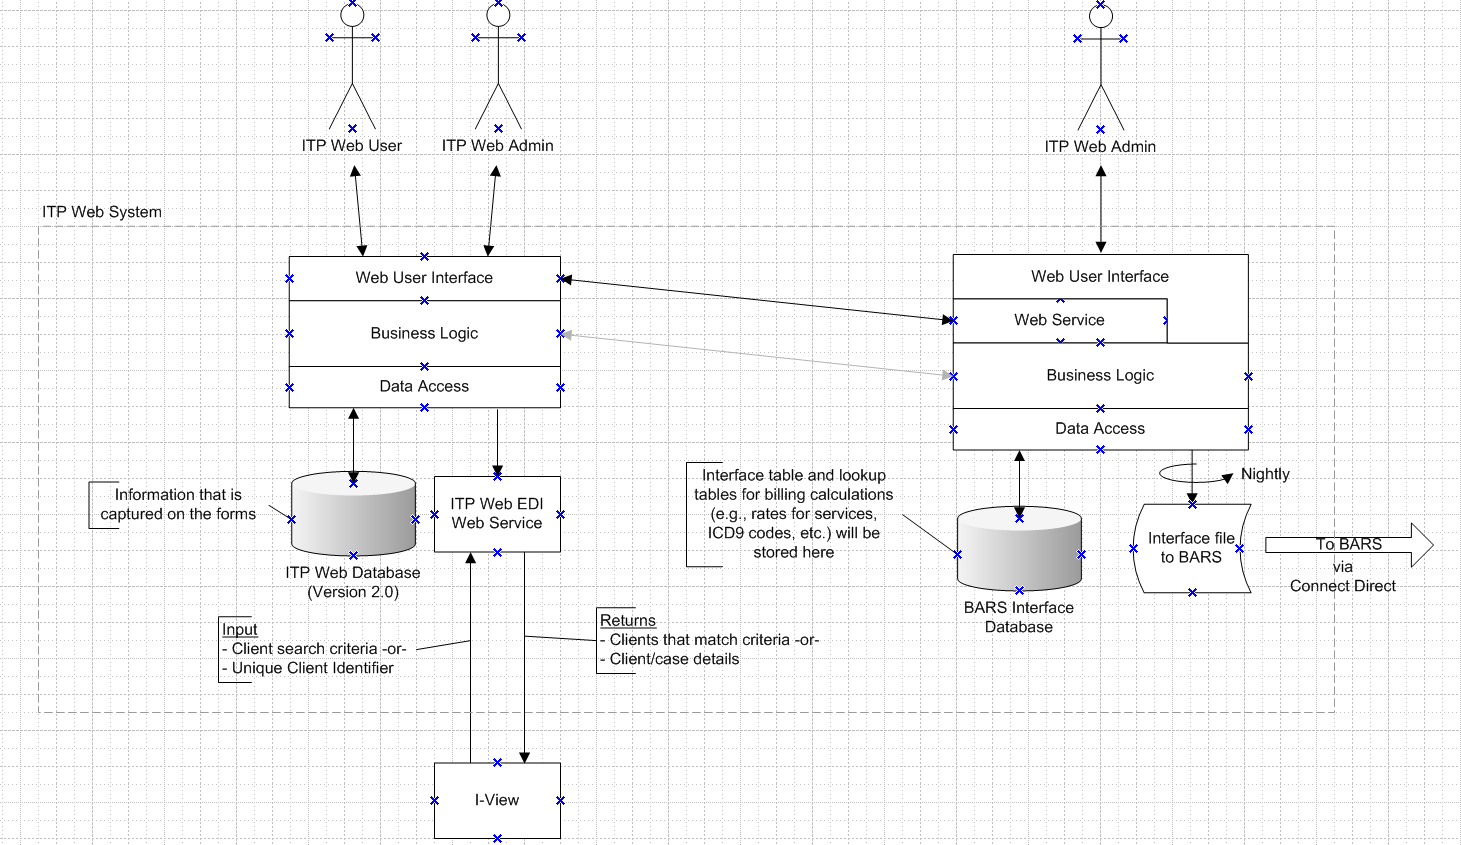 ITP Web User
ITP Web Admin
ITP Web Admin
ITP Web System
Web User Interface
Business Logic
Data Access
Web User Interface
Web Service
Business Logic
Data Access
Information that is
captured on the forms
ITP Web Database
(Version 2.0)
ITP Web EDI
Web Service
Interface table and lookup
tables for billing calculations
(e.g., rates for services,
ICD9 codes, etc.) will be
stored here
BARS Interface
Database
Nightly
Interface file
to BARS
To BARS
via
Connect Direct
Input
- Client search criteria -or-
- Unique Client Identifier
Returns
- Clients that match criteria -or-
- Client/case details
I-View